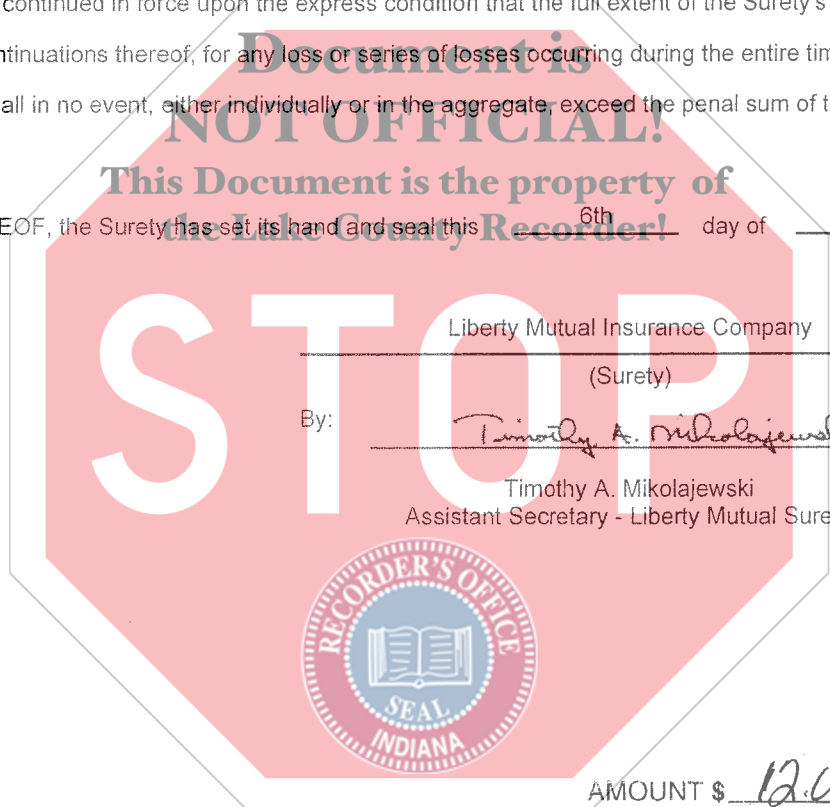 continued in force upon the express condition that the full extent of the Surety's
ntinuations thereof, for any loss or series of losses occurring during the entire tim
all in no event, either individually or in the aggregate, exceed the penal sum of t
Document is
NOT OFFICIAL!
This Document is the property of
the Lake County Recorder!
EOF, the Surety has set its hand and seal this 6th day of
STOP
Liberty Mutual Insurance Company
(Surety)
By: Timothy A. Mikolajews
Timothy A. Mikolajewski
Assistant Secretary - Liberty Mutual Sure
RECORDER'S OFFICE
SEAL
INDIANA
AMOUNT $ 12.0